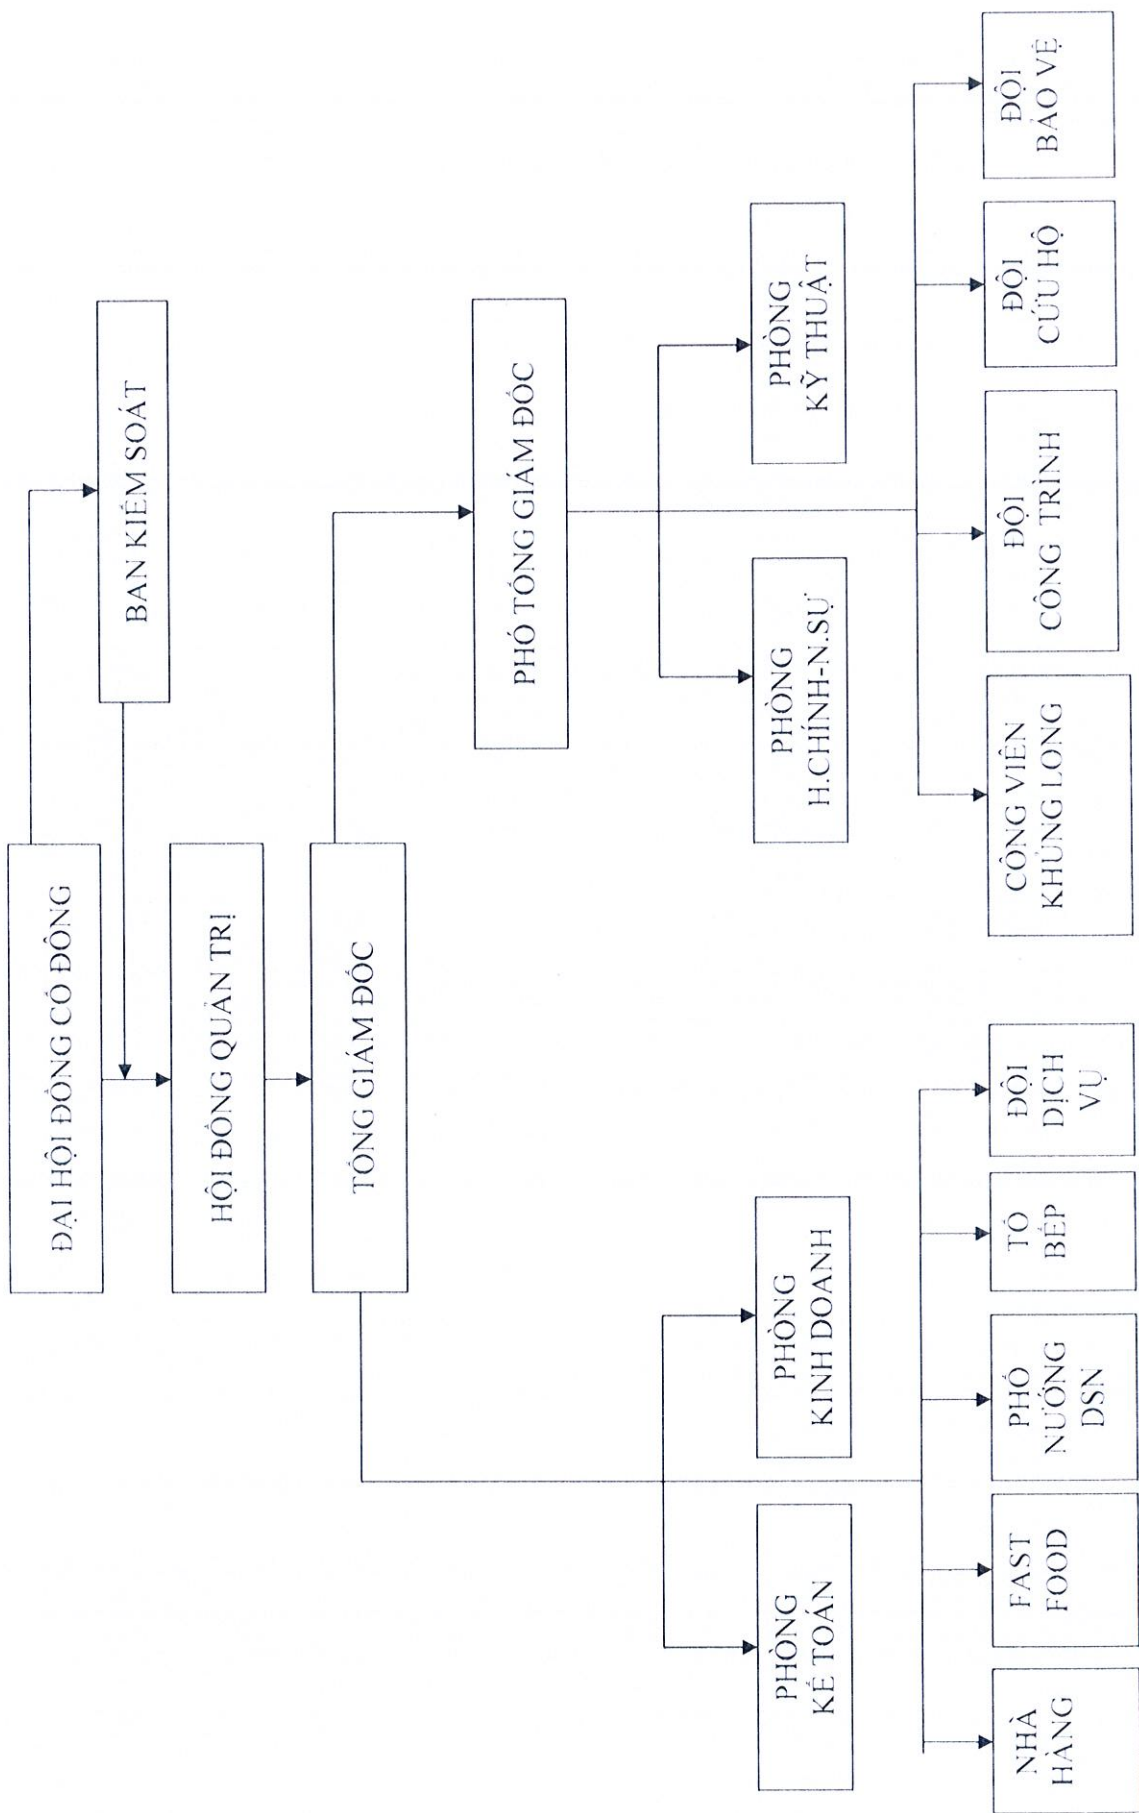 ĐẠI HỘI ĐỒNG CỔ ĐÔNG
BAN KIỂM SOÁT
HỘI ĐỒNG QUẢN TRỊ
TỔNG GIÁM ĐỐC
PHÓ TỔNG GIÁM ĐỐC
PHÒNG
KẾ TOÁN
PHÒNG
KINH DOANH
PHÒNG
H.CHÍNH-N.SỰ
PHÒNG
KỸ THUẬT
NHÀ
HÀNG
FAST
FOOD
PHỐ
NƯỚNG
DSN
TỔ
BẾP
ĐỘI
DỊCH
VỤ
CÔNG VIÊN
KHỦNG LONG
ĐỘI
CÔNG TRÌNH
ĐỘI
CỨU HỘ
ĐỘI
BẢO VỆ